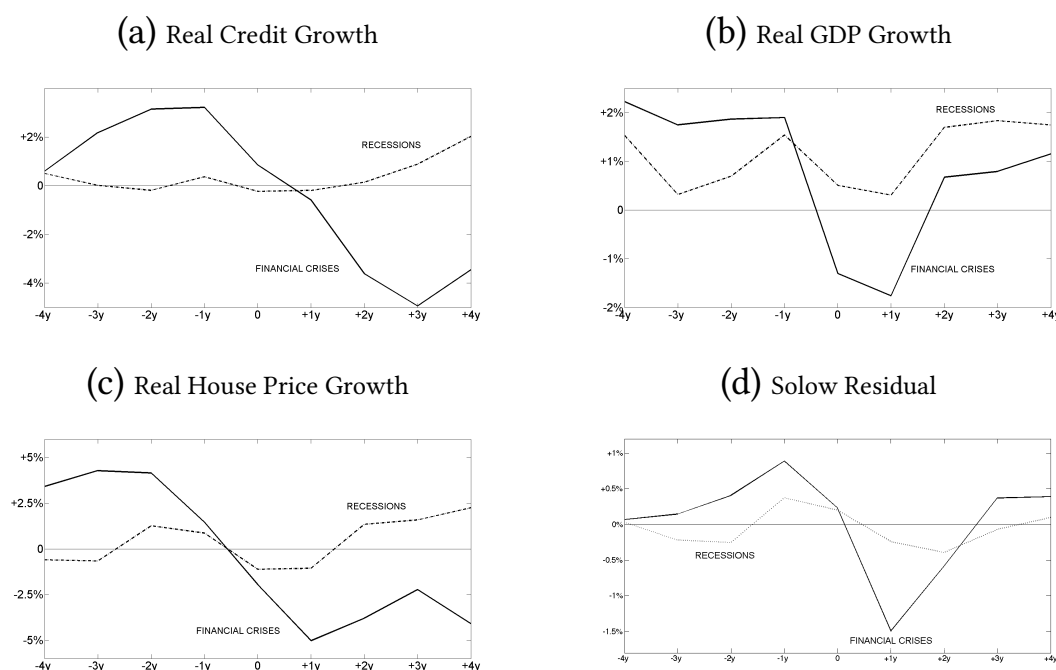 (a) Real Credit Growth
+2%
0
-2%
-4%
RECESSIONS
FINANCIAL CRISES
-4y -3y -2y -1y 0 +1y +2y +3y +4y
(b) Real GDP Growth
+2%
+1%
0
-1%
-2%
RECESSIONS
FINANCIAL CRISES
-4y -3y -2y -1y 0 +1y +2y +3y +4y
(c) Real House Price Growth
+5%
+2.5%
0
-2.5%
-5%
RECESSIONS
FINANCIAL CRISES
-4y -3y -2y -1y 0 +1y +2y +3y +4y
(d) Solow Residual
+1%
+0.5%
0%
-0.5%
-1%
-1.5%
RECESSIONS
FINANCIAL CRISES
-4y -3y -2y -1y 0 +1y +2y +3y +4y